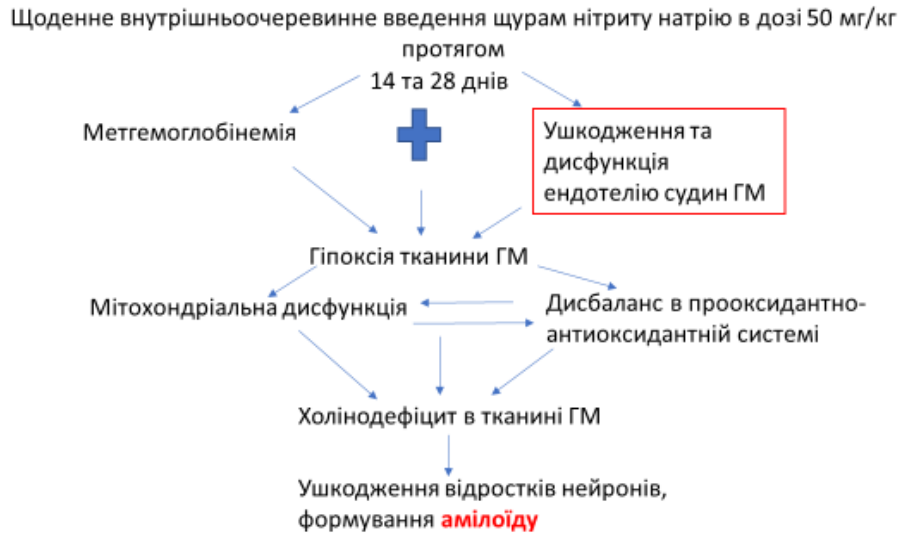 Щоденне внутрішньоочеревинне введення щурам нітриту натрію в дозі 50 мг/кг
протягом
14 та 28 днів
Метгемоглобінемія
Ушкодження та
дисфункція
ендотелію судин ГМ
Гіпоксія тканини ГМ
Мітохондріальна дисфункція
Дисбаланс в прооксидантно-
антиоксидантній системі
Холінодефіцит в тканині ГМ
Ушкодження відростків нейронів,
формування амілоїду